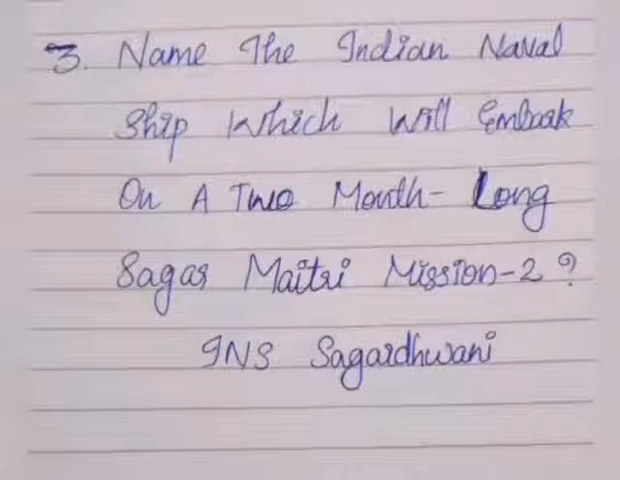 3. Name The Indian Naval
Ship Which Will Embark
On A Two Month- Long
Sagar Maitri Mission-2?
INS Sagardhwani